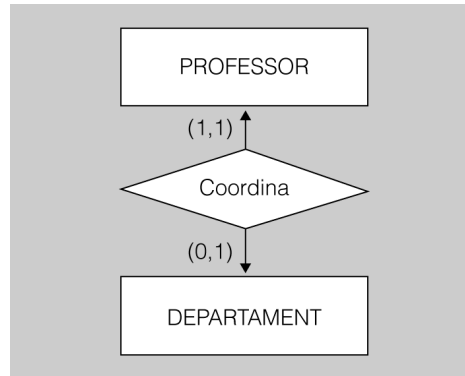 PROFESSOR
(1,1)
Coordina
(0,1)
DEPARTAMENT